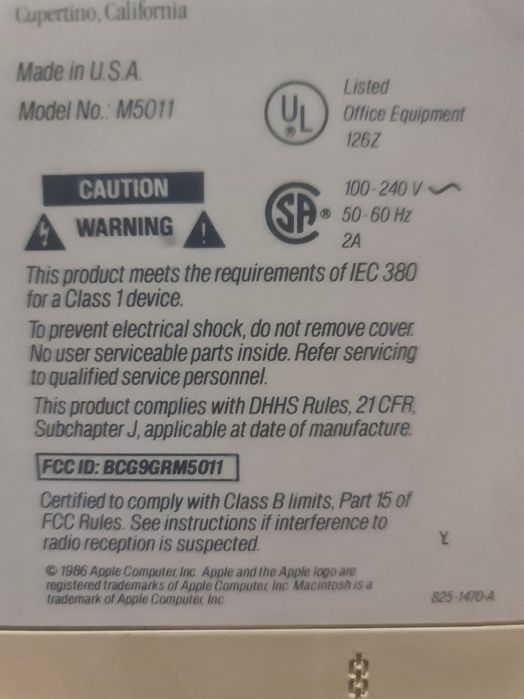 Cupertino, California
Made in U.S.A.
Model No.: M5011
UL
®
Listed
Office Equipment
126Z
CAUTION
WARNING
SA ®
100-240 V
50-60 Hz
2A
This product meets the requirements of IEC 380
for a Class 1 device.
To prevent electrical shock, do not remove cover.
No user serviceable parts inside. Refer servicing
to qualified service personnel.
This product complies with DHHS Rules, 21 CFR,
Subchapter J, applicable at date of manufacture.
FCC ID: BCG9GRM5011
Certified to comply with Class B limits, Part 15 of
FCC Rules. See instructions if interference to
radio reception is suspected.
Y
© 1986 Apple Computer, Inc. Apple and the Apple logo are
registered trademarks of Apple Computer, Inc. Macintosh is a
trademark of Apple Computer, Inc.
825-1470-A